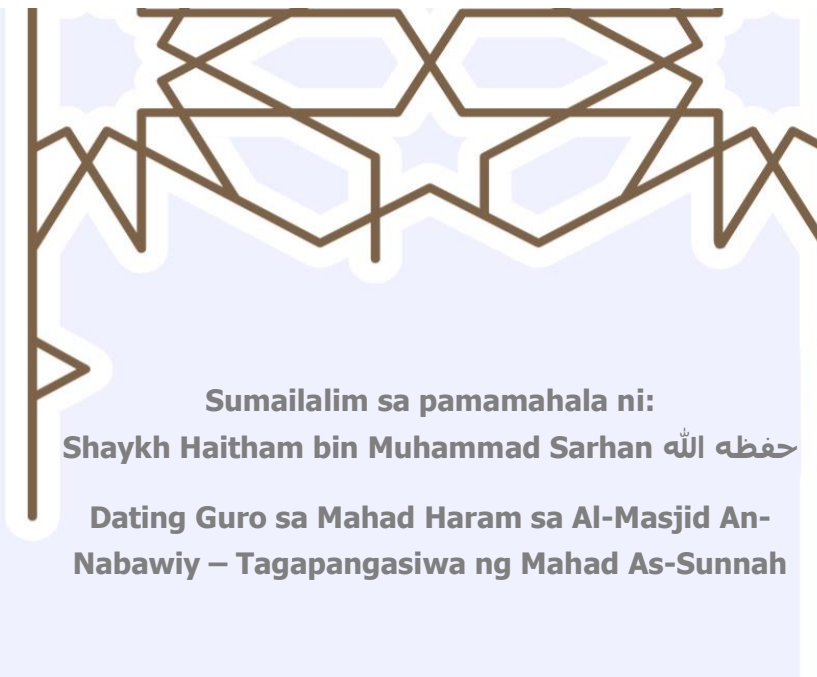 Sumailalim sa pamamahala ni:
Shaykh Haitham bin Muhammad Sarhan حفظه الله
Dating Guro sa Mahad Haram sa Al-Masjid An-
Nabawiy – Tagapangasiwa ng Mahad As-Sunnah